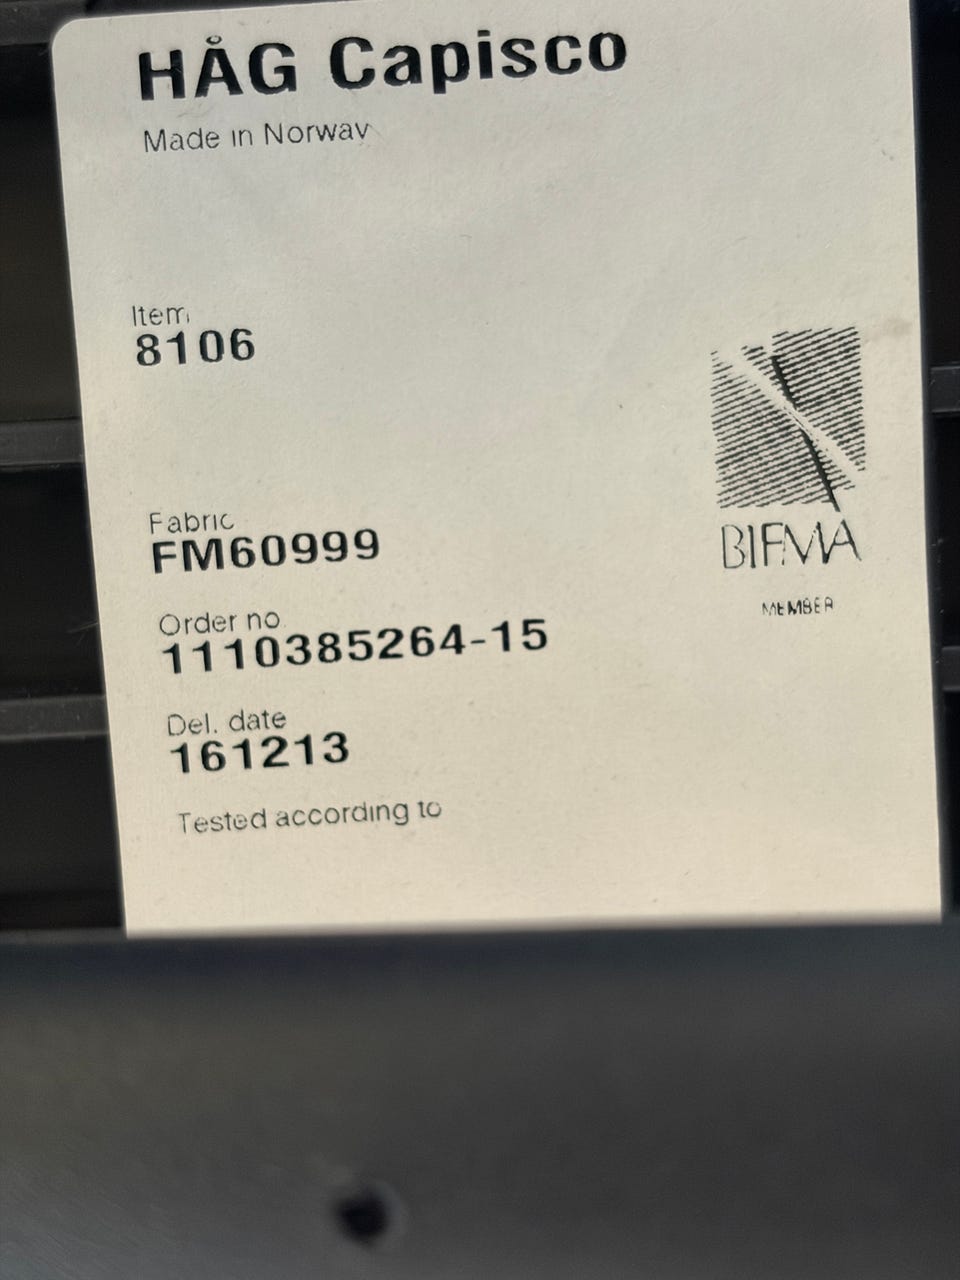 HÅG Capisco
Made in Norway
Item
8106
Fabric
FM60999
Order no.
1110385264-15
Del. date
161213
Tested according to
BIFMA
MEMBER